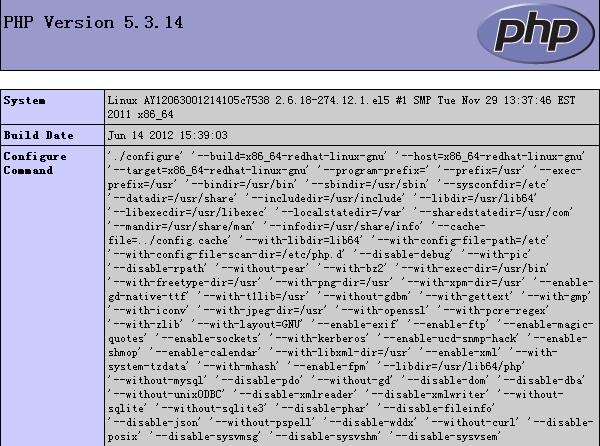 PHP Version 5.3.14
php
System
Linux AY12063001214105c7538 2.6.18-274.12.1.el5 #1 SMP Tue Nov 29 13:37:46 EST
2011 x86_64
Build Date
Jun 14 2012 15:39:03
Configure
Command
'./configure' '--build=x86_64-redhat-linux-gnu' '--host=x86_64-redhat-linux-gnu'
'--target=x86_64-redhat-linux-gnu' '--program-prefix=' '--prefix=/usr' '--exec-
prefix=/usr' '--bindir=/usr/bin' '--sbindir=/usr/sbin' '--sysconfdir=/etc'
'--datadir=/usr/share' '--includedir=/usr/include' '--libdir=/usr/lib64'
'--libexecdir=/usr/libexec' '--localstatedir=/var' '--sharedstatedir=/usr/com'
'--mandir=/usr/share/man' '--infodir=/usr/share/info' '--cache-
file=../config.cache' '--with-libdir=lib64' '--with-config-file-path=/etc'
'--with-config-file-scan-dir=/etc/php.d' '--disable-debug' '--with-pic'
'--disable-rpath' '--without-pear' '--with-bz2' '--with-exec-dir=/usr/bin'
'--with-freetype-dir=/usr' '--with-png-dir=/usr' '--with-xpm-dir=/usr' '--enable-
gd-native-ttf' '--with-t1lib=/usr' '--without-gdbm' '--with-gettext' '--with-gmp'
'--with-iconv' '--with-jpeg-dir=/usr' '--with-openssl' '--with-pcre-regex'
'--with-zlib' '--with-layout=GNU' '--enable-exif' '--enable-ftp' '--enable-magic-
quotes' '--enable-sockets' '--with-kerberos' '--enable-ucd-snmp-hack' '--enable-
shmop' '--enable-calendar' '--with-libxml-dir=/usr' '--enable-xml' '--with-
system-tzdata' '--with-mhash' '--enable-fpm' '--libdir=/usr/lib64/php'
'--without-mysql' '--disable-pdo' '--without-gd' '--disable-dom' '--disable-dba'
'--without-unixODBC' '--disable-xmlreader' '--disable-xmlwriter' '--without-
sqlite' '--without-sqlite3' '--disable-phar' '--disable-fileinfo'
'--disable-json' '--without-pspell' '--disable-wddx' '--without-curl' '--disable-
posix' '--disable-sysvmsg' '--disable-sysvshm' '--disable-sysvsem'